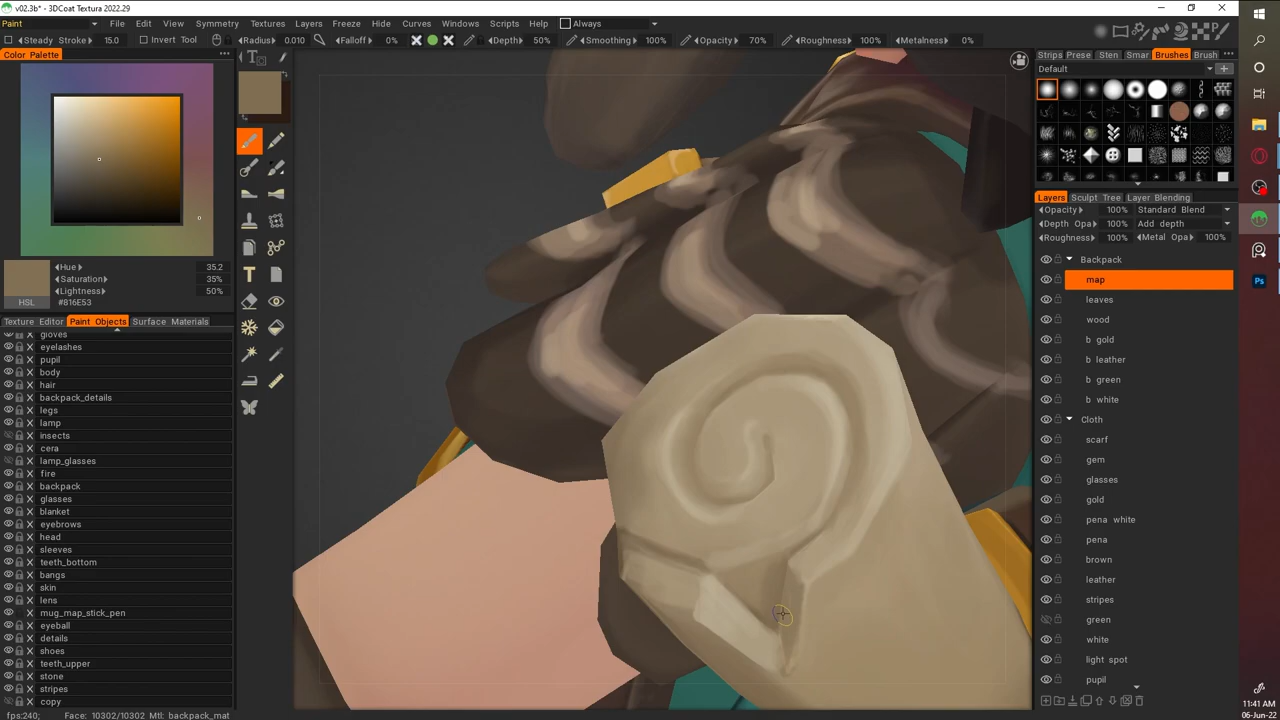 v02.3b* - 3DCoat Textura 2022.29
Paint File Edit View Symmetry Textures Layers Freeze Hide Curves Windows Scripts Help Always
Steady Stroke 15.0 Invert Tool Radius 0.010 Falloff 0% Depth 50% Smoothing 100% Opacity 70% Roughness 100% Metalness 0%
Color Palette
Hue 35.2
Saturation 35%
Lightness 50%
HSL #816E53
Texture Editor Paint Objects Surface Materials
gloves
eyelashes
pupil
body
hair
backpack_details
legs
lamp
insects
cera
lamp_glasses
fire
backpack
glasses
blanket
eyebrows
head
sleeves
teeth_bottom
bangs
skin
lens
mug_map_stick_pen
eyeball
details
shoes
teeth_upper
stone
stripes
copy
fps:240; Face: 10302/10302 Mtl: backpack_mat
T
T
Strips Prese Sten Smar Brushes Brush
Default
Layers Sculpt Tree Layer Blending
Opacity 100% Standard Blend
Depth Opa 100% Add depth
Roughness 100% Metal Opa 100%
Backpack
map
leaves
wood
b gold
b leather
b green
b white
Cloth
scarf
gem
glasses
gold
pena white
pena
brown
leather
stripes
green
white
light spot
pupil
Ps
11:41 AM
06-Jun-22